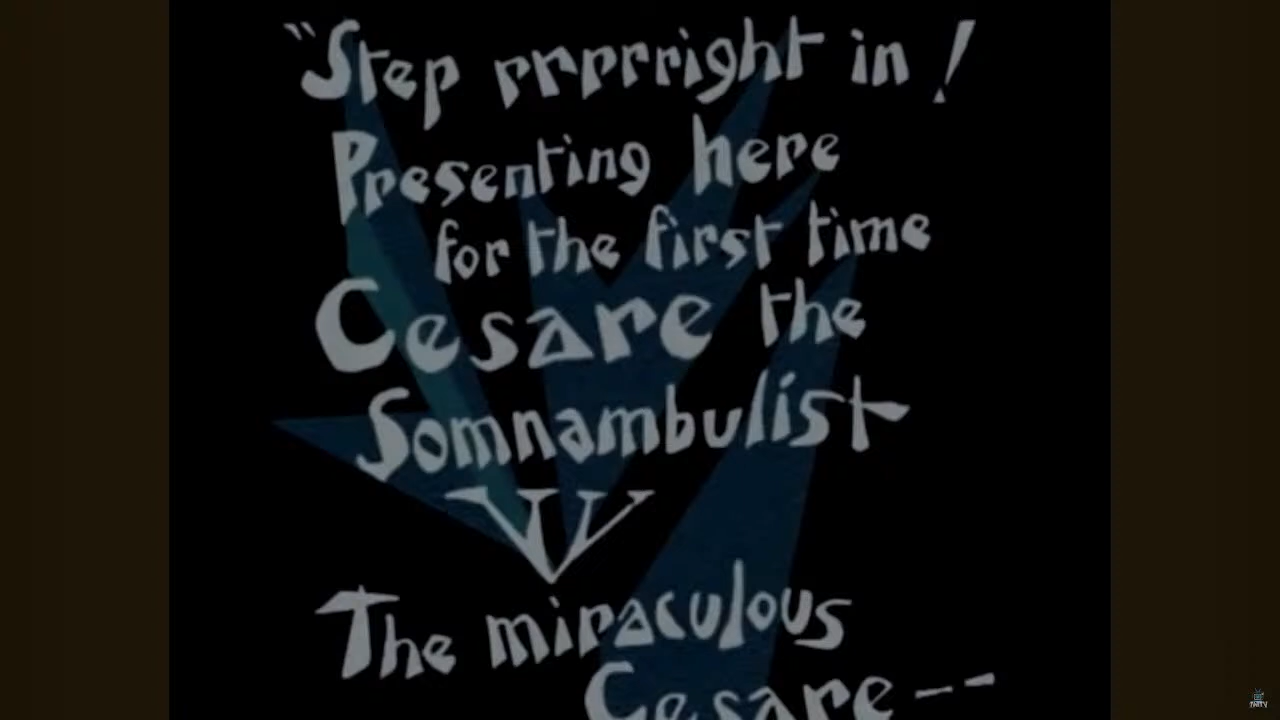 “Step rrrrright in!
Presenting here
for the first time
Cesare the
Somnambulist
The miraculous
Cesare--